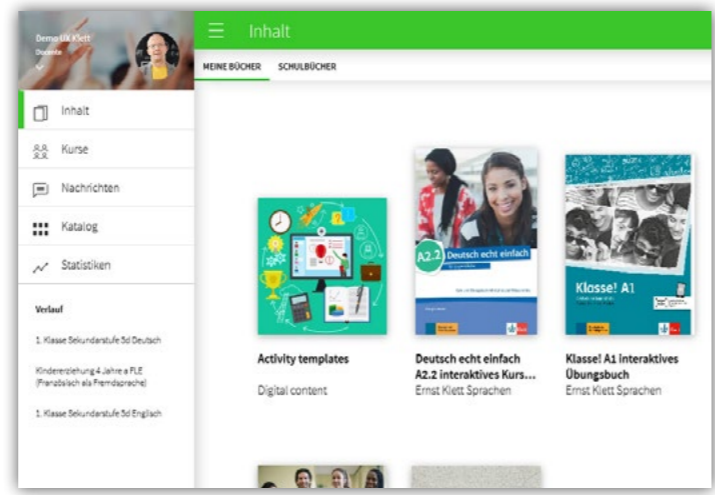 Demo UX Klett
Docente
Inhalt
Kurse
Nachrichten
Katalog
Statistiken
Verlauf
1. Klasse Sekundarstufe 5d Deutsch
Kindererziehung 4 Jahre a FLE
(Französisch als Fremdsprache)
1. Klasse Sekundarstufe 5d Englisch
Inhalt
MEINE BÜCHER
SCHULBÜCHER
A2.2
Deutsch echt einfach
Klasse! A1
Activity templates
Digital content
Deutsch echt einfach
A2.2 interaktives Kurs...
Ernst Klett Sprachen
Klasse! A1 interaktives
Übungsbuch
Ernst Klett Sprachen